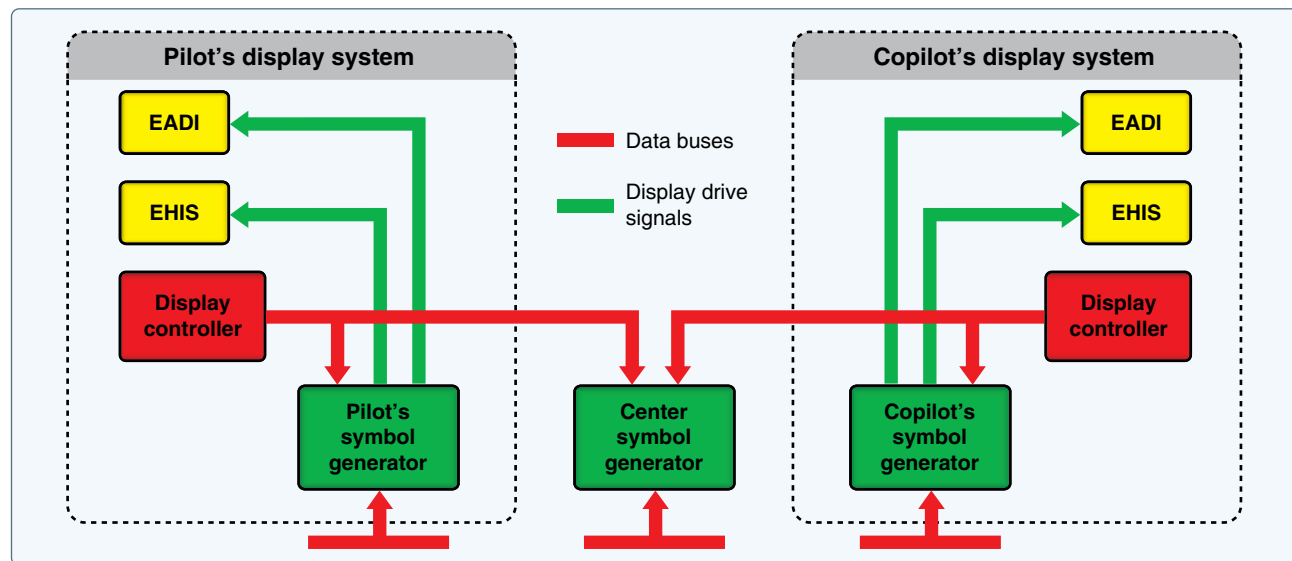 Pilot's display system
EADI
EHIS
Display
controller
Pilot's
symbol
generator
Data buses
Display drive
signals
Center
symbol
generator
Copilot's display system
EADI
EHIS
Display
controller
Copilot's
symbol
generator